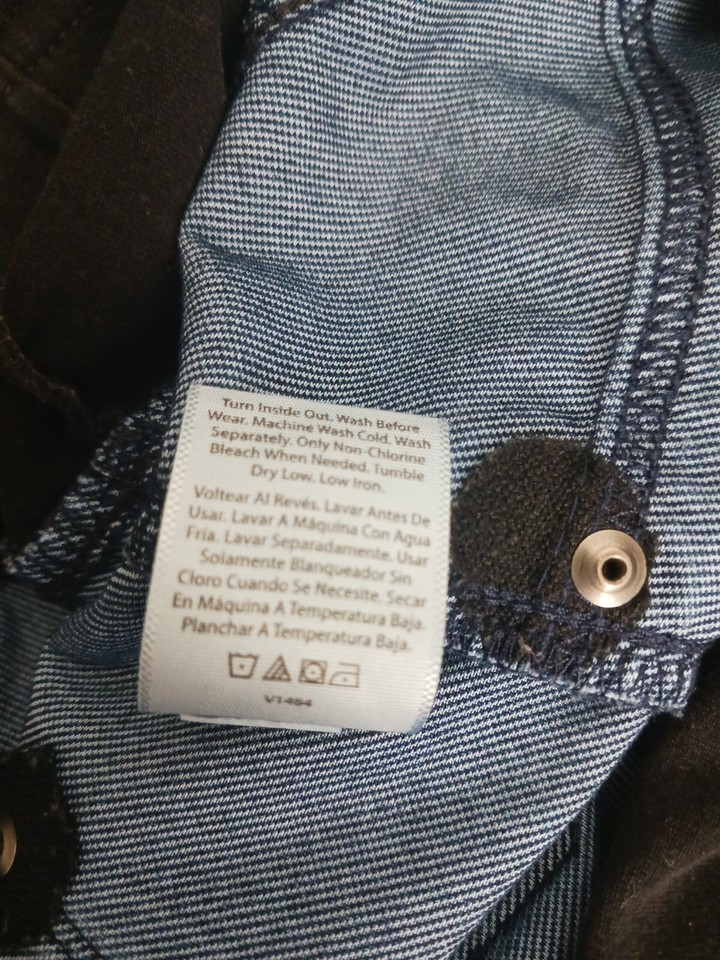 Turn Inside Out. Wash Before
Wear. Machine Wash Cold. Wash
Separately. Only Non-Chlorine
Bleach When Needed. Tumble
Dry Low. Low Iron.
Voltear Al Revés. Lavar Antes De
Usar. Lavar A Máquina Con Agua
Fría. Lavar Separadamente. Usar
Solamente Blanqueador Sin
Cloro Cuando Se Necesite. Secar
En Máquina A Temperatura Baja.
Planchar A Temperatura Baja.
V1464